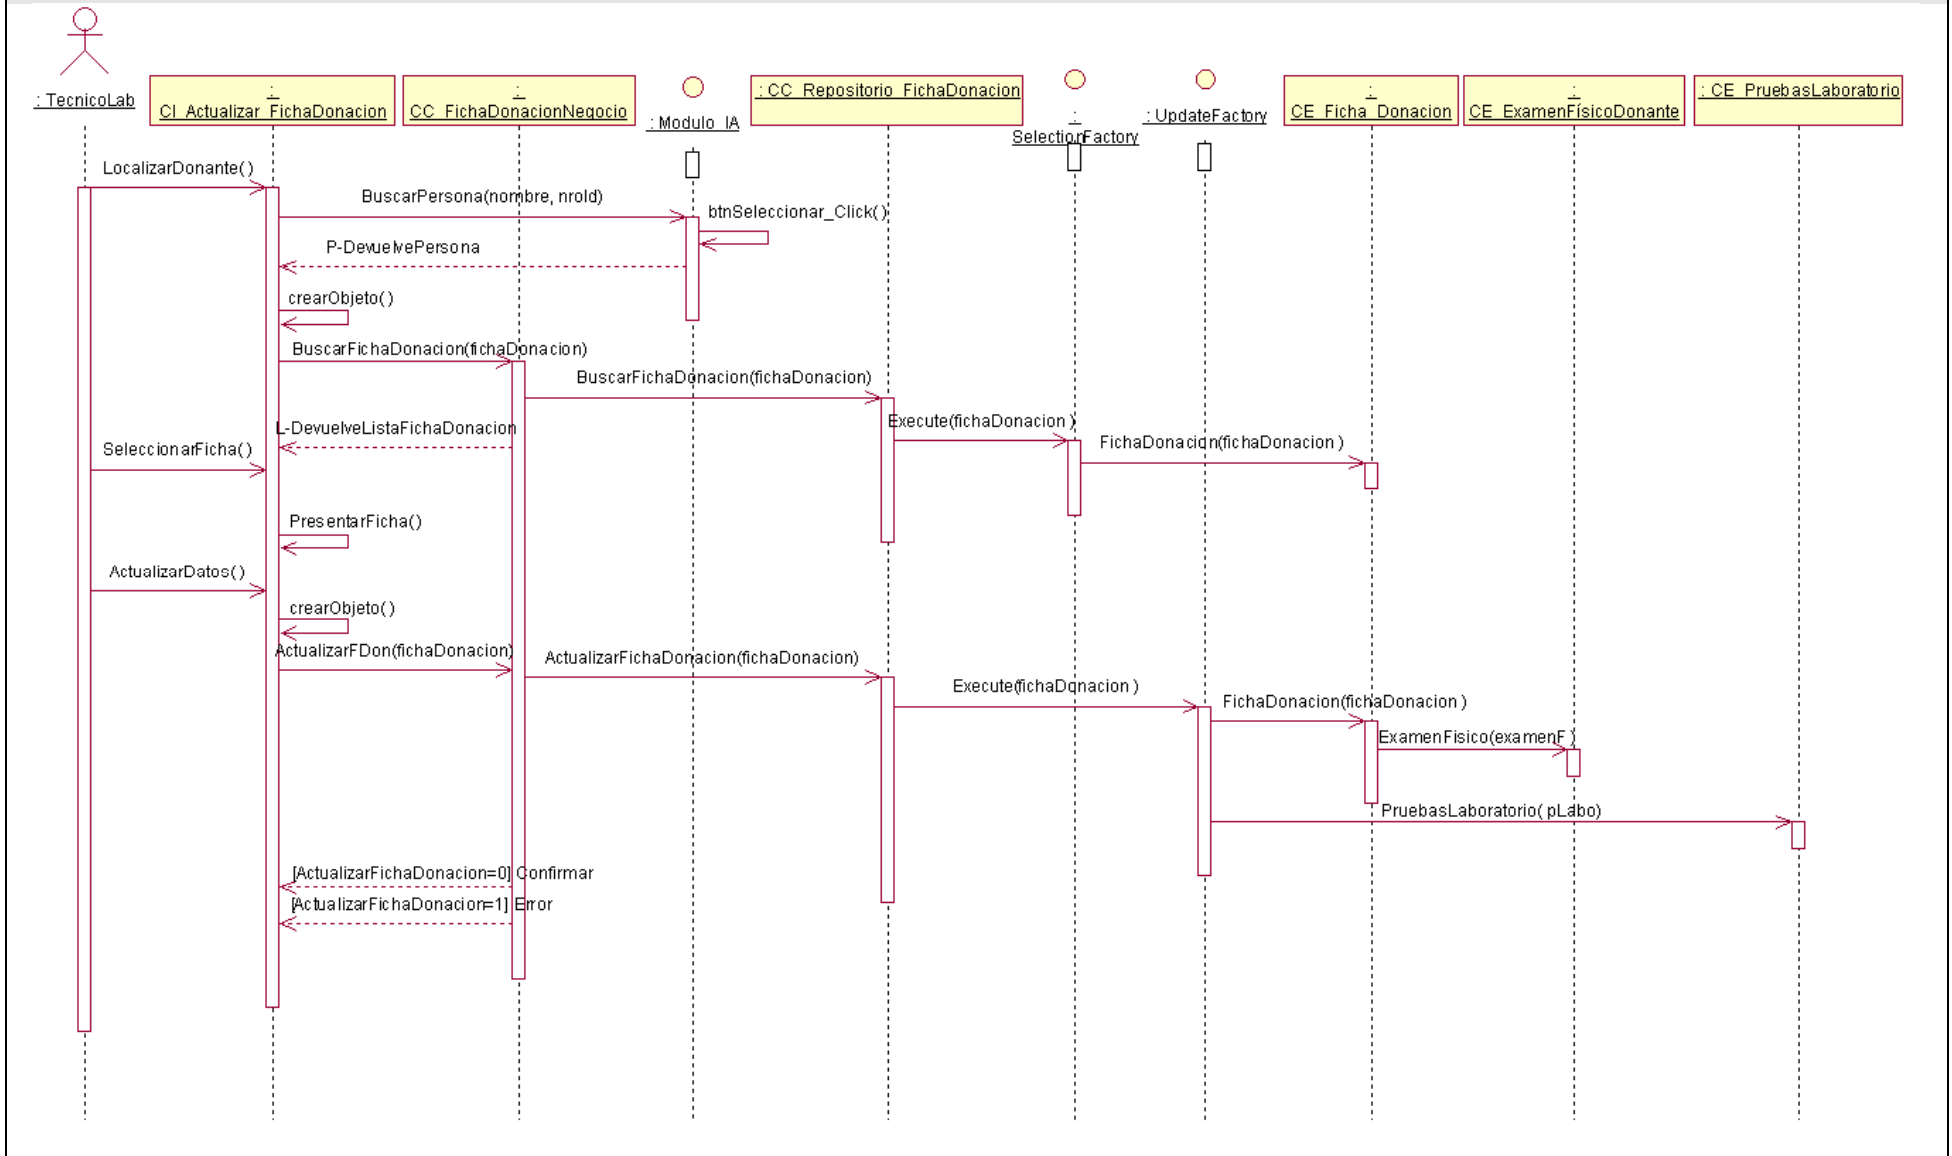 : TecnicoLab
:
CI_Actualizar_FichaDonacion
:
CC_FichaDonacionNegocio
: Modulo_IA
: CC_Repositorio_FichaDonacion
:
SelectionFactory
: UpdateFactory
:
CE_Ficha_Donacion
:
CE_ExamenFísicoDonante
: CE_PruebasLaboratorio
LocalizarDonante()
BuscarPersona(nombre, nroId)
btnSeleccionar_Click()
P-DevuelvePersona
crearObjeto()
BuscarFichaDonacion(fichaDonacion)
BuscarFichaDonacion(fichaDonacion)
Execute(fichaDonacion )
L-DevuelveListaFichaDonacion
FichaDonacion(fichaDonacion )
SeleccionarFicha()
PresentarFicha()
ActualizarDatos()
crearObjeto()
ActualizarFDon(fichaDonacion)
ActualizarFichaDonacion(fichaDonacion)
Execute(fichaDonacion )
FichaDonacion(fichaDonacion )
ExamenFisico(examenF )
PruebasLaboratorio( pLabo)
[ActualizarFichaDonacion=0] Confirmar
[ActualizarFichaDonacion=1] Error